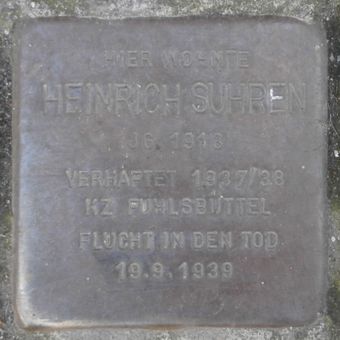 HIER WOHNTE
HEINRICH SUHREN
JG. 1913
VERHAFTET 1937/38
KZ FUHLSBÜTTEL
FLUCHT IN DEN TOD
19.9.1939